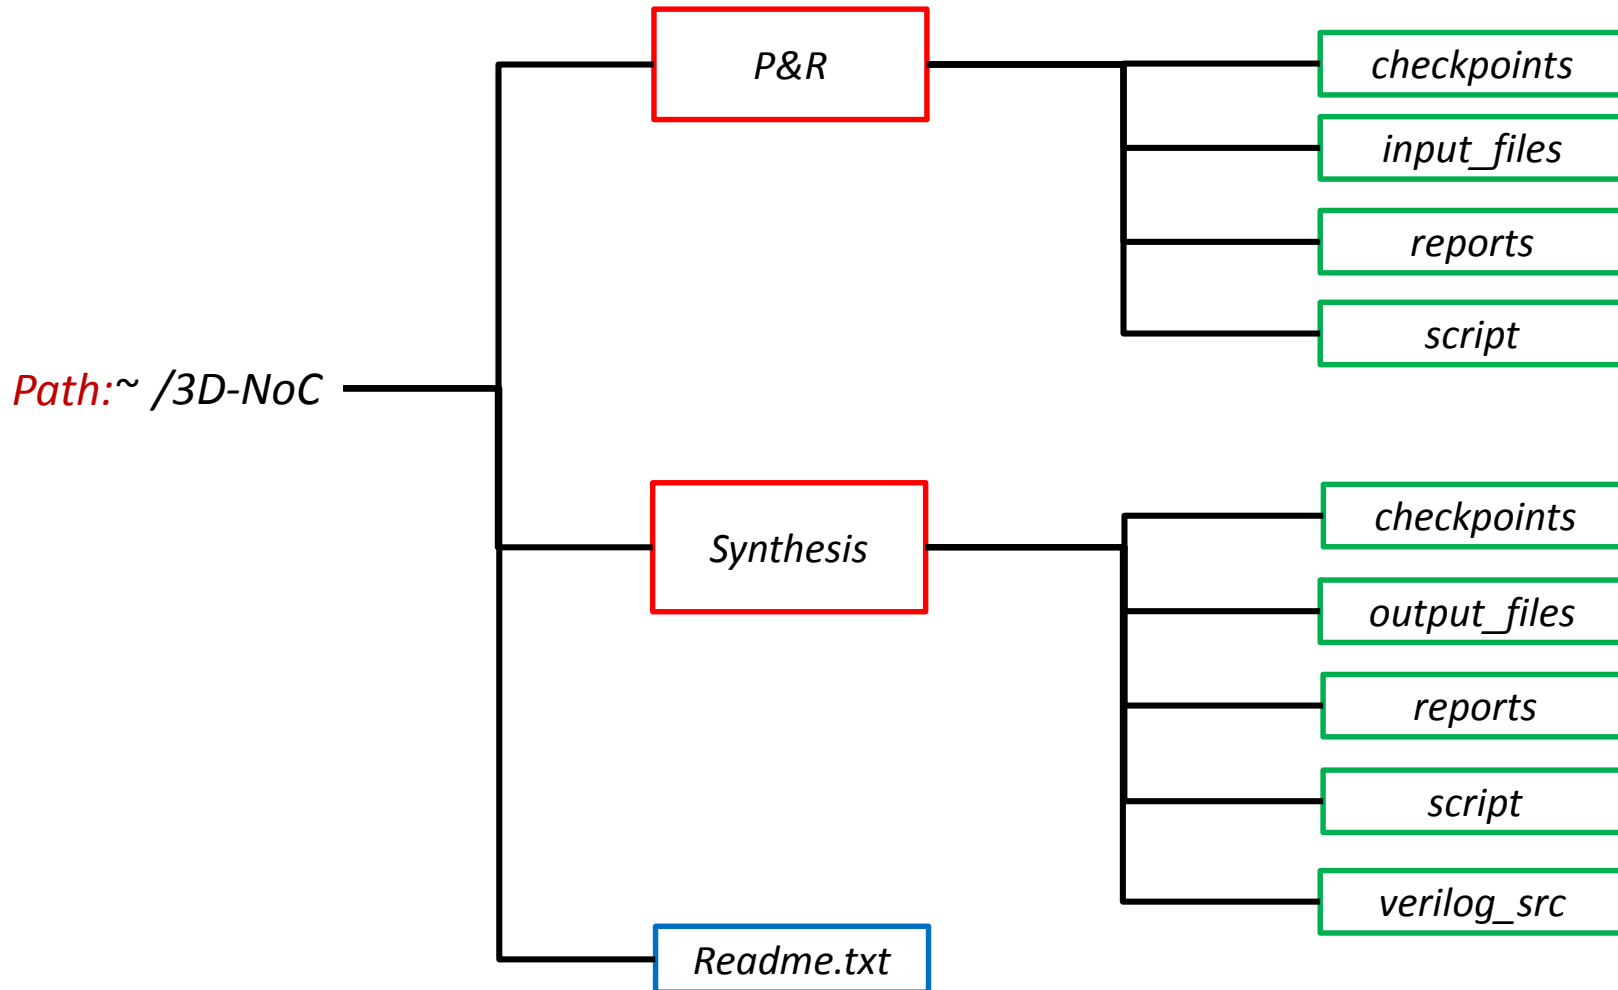 P&R
checkpoints
input_files
reports
script
Path:~ /3D-NoC
Synthesis
checkpoints
output_files
reports
script
verilog_src
Readme.txt